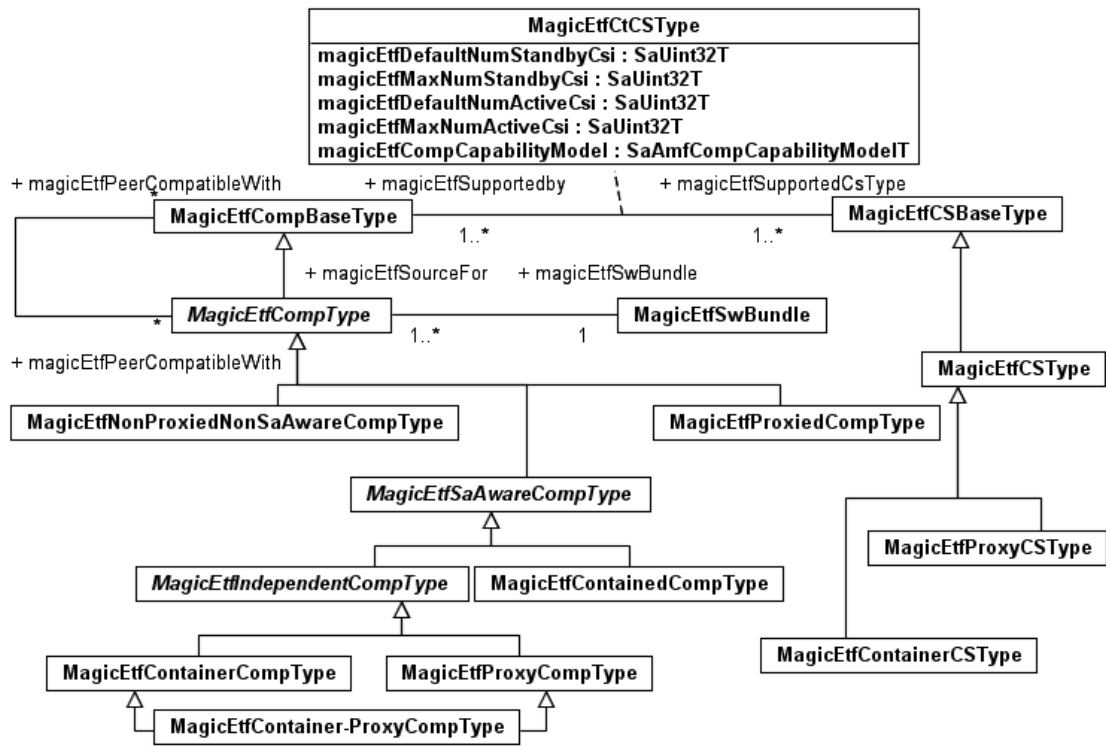 MagicEtfCtCSType
magicEtfDefaultNumStandbyCsi : SaUint32T
magicEtfMaxNumStandbyCsi : SaUint32T
magicEtfDefaultNumActiveCsi : SaUint32T
magicEtfMaxNumActiveCsi : SaUint32T
magicEtfCompCapabilityModel : SaAmfCompCapabilityModelT
+ magicEtfPeerCompatibleWith
+ magicEtfSupportedby
+ magicEtfSupportedCsType
*
MagicEtfCompBaseType
MagicEtfCSBaseType
1..*
1..*
+ magicEtfSourceFor
+ magicEtfSwBundle
MagicEtfCompType
MagicEtfSwBundle
*
1..*
1
+ magicEtfPeerCompatibleWith
MagicEtfCSType
MagicEtfNonProxiedNonSaAwareCompType
MagicEtfProxiedCompType
MagicEtfSaAwareCompType
MagicEtfProxyCSType
MagicEtfIndependentCompType
MagicEtfContainedCompType
MagicEtfContainerCSType
MagicEtfContainerCompType
MagicEtfProxyCompType
MagicEtfContainer-ProxyCompType